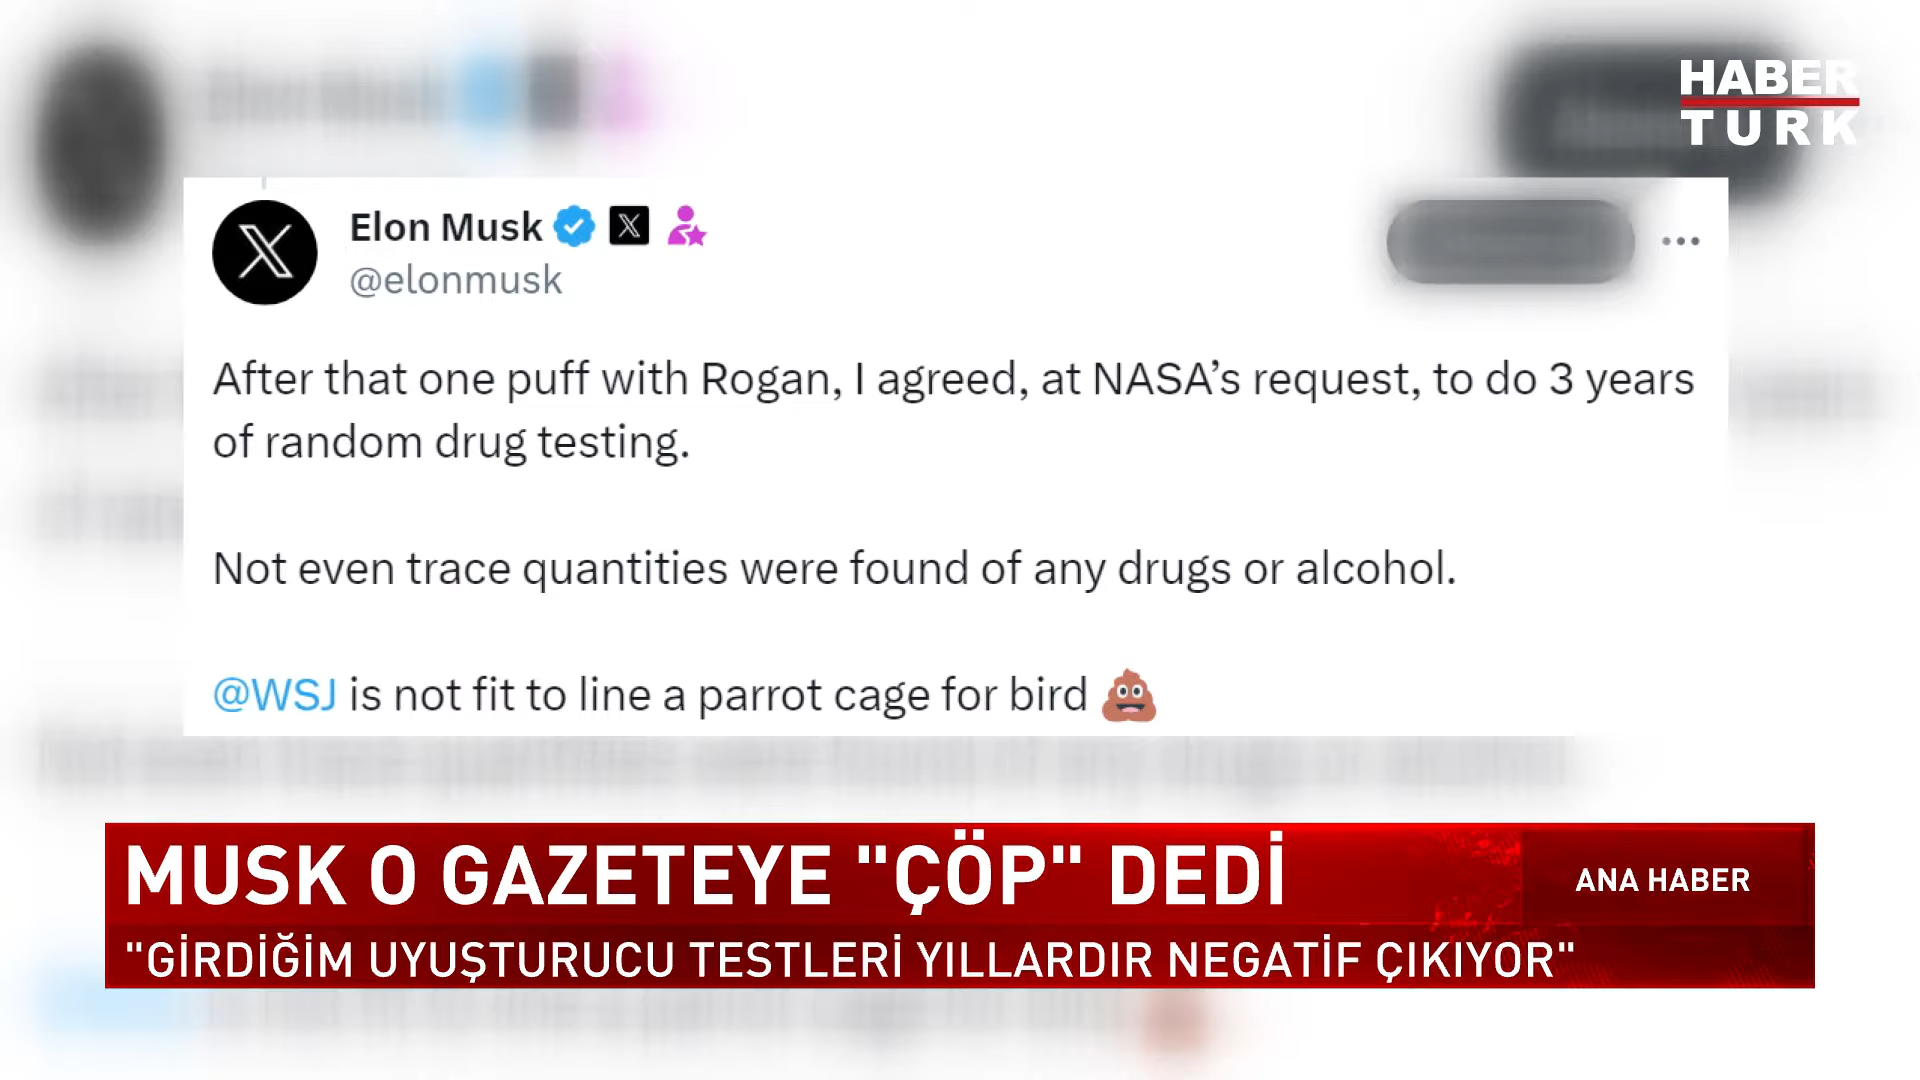 HABER
TURK
Elon Musk
@elonmusk
After that one puff with Rogan, I agreed, at NASA’s request, to do 3 years
of random drug testing.
Not even trace quantities were found of any drugs or alcohol.
@WSJ is not fit to line a parrot cage for bird 💩
MUSK O GAZETEYE "ÇÖP" DEDİ
ANA HABER
"GİRDİĞİM UYUŞTURUCU TESTLERİ YILLARDIR NEGATİF ÇIKIYOR"